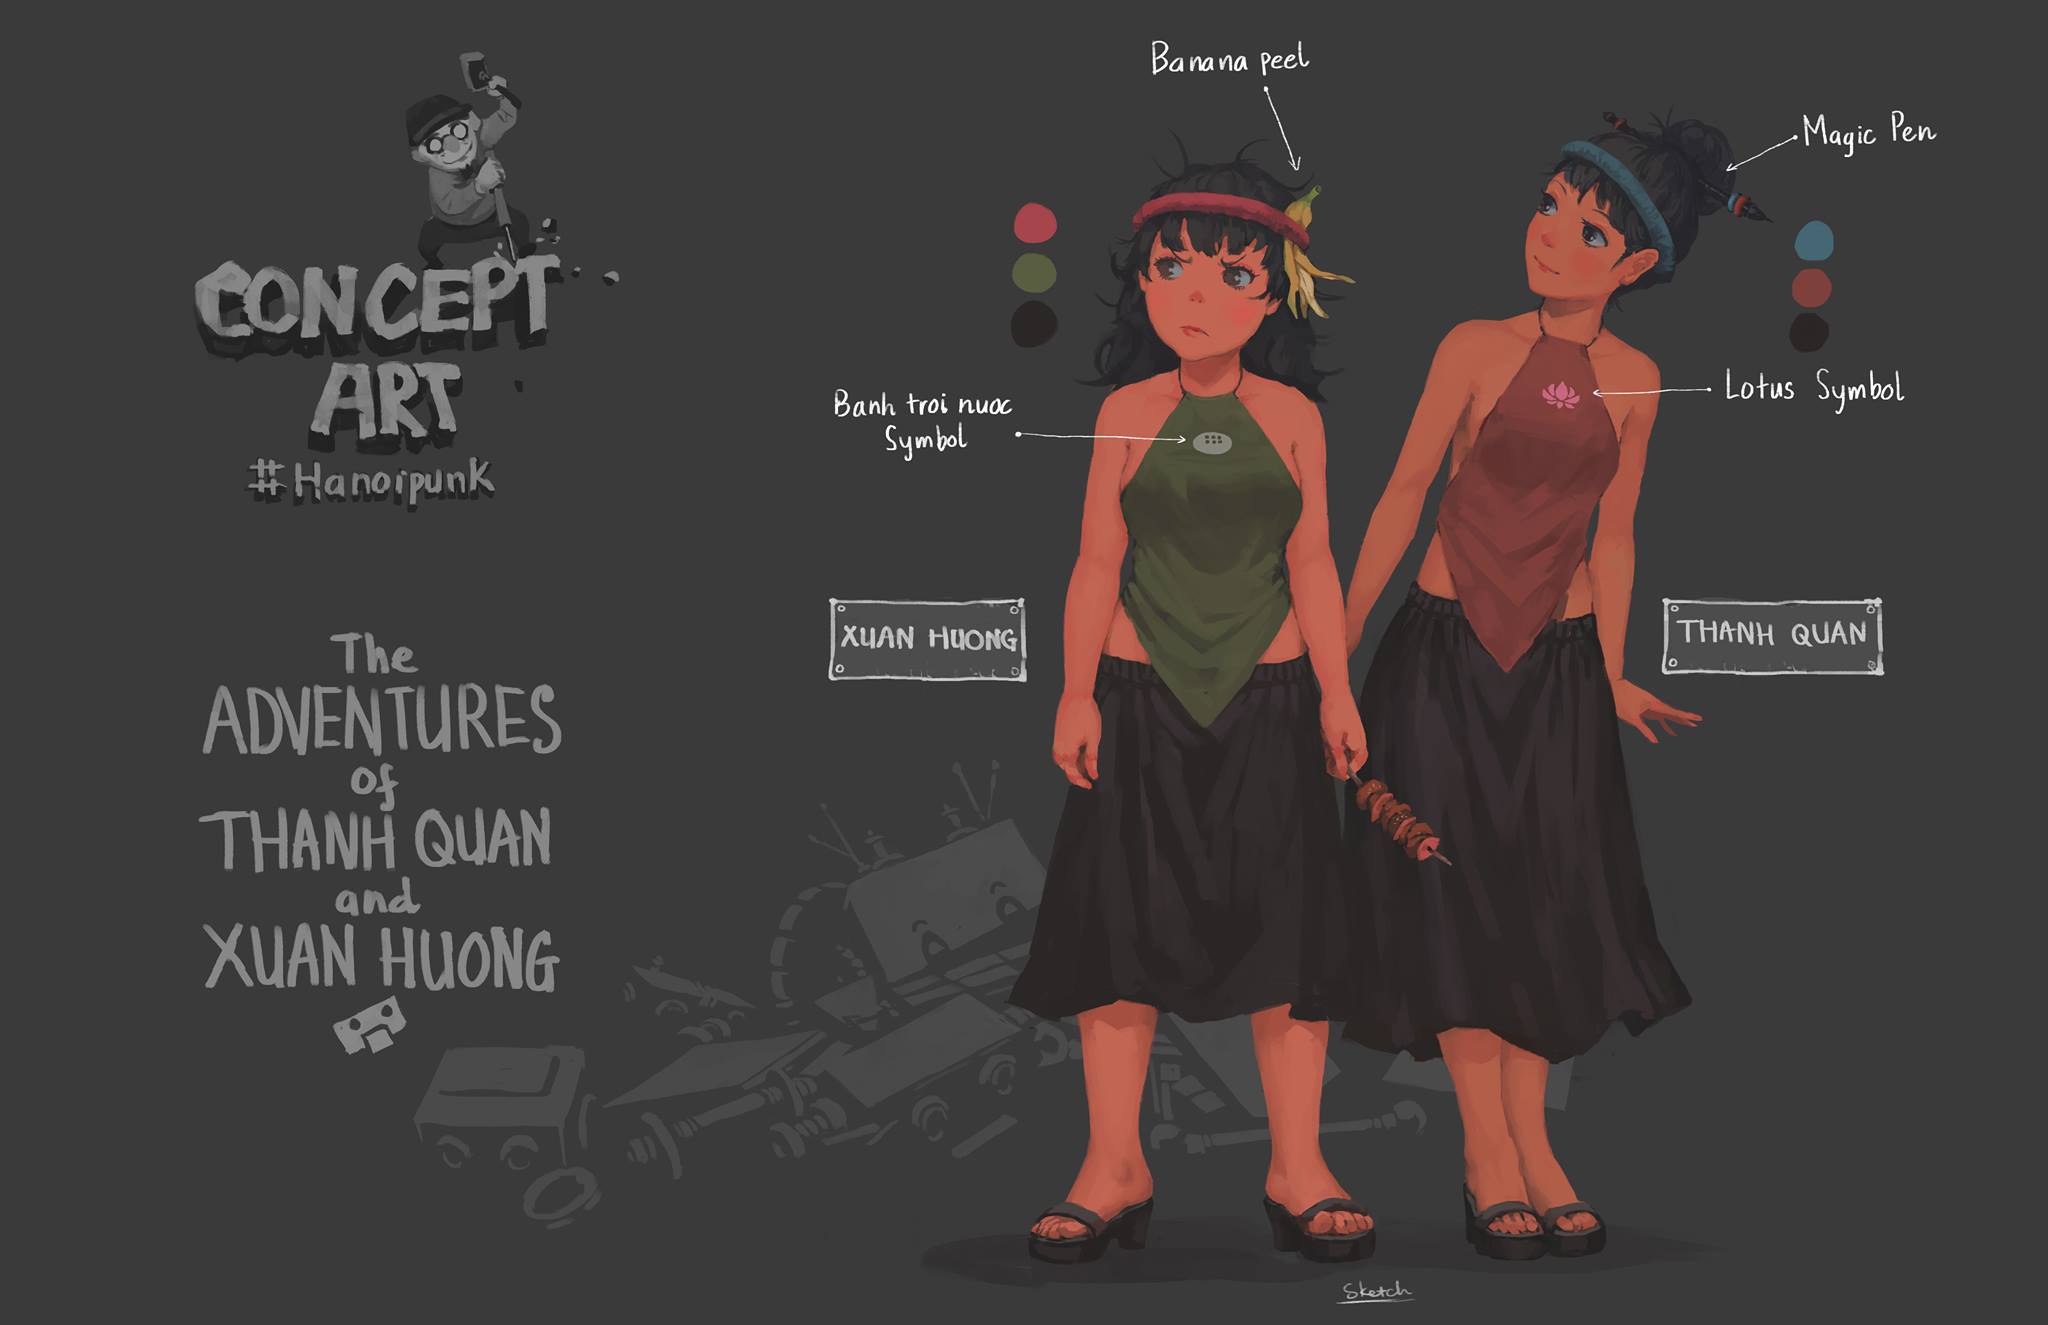 CONCEPT
ART
#Hanoipunk
The
ADVENTURES
of
THANH QUAN
and
XUAN HUONG
Banana peel
Magic Pen
Banh troi nuoc
Symbol
Lotus Symbol
XUAN HUONG
THANH QUAN
Sketch